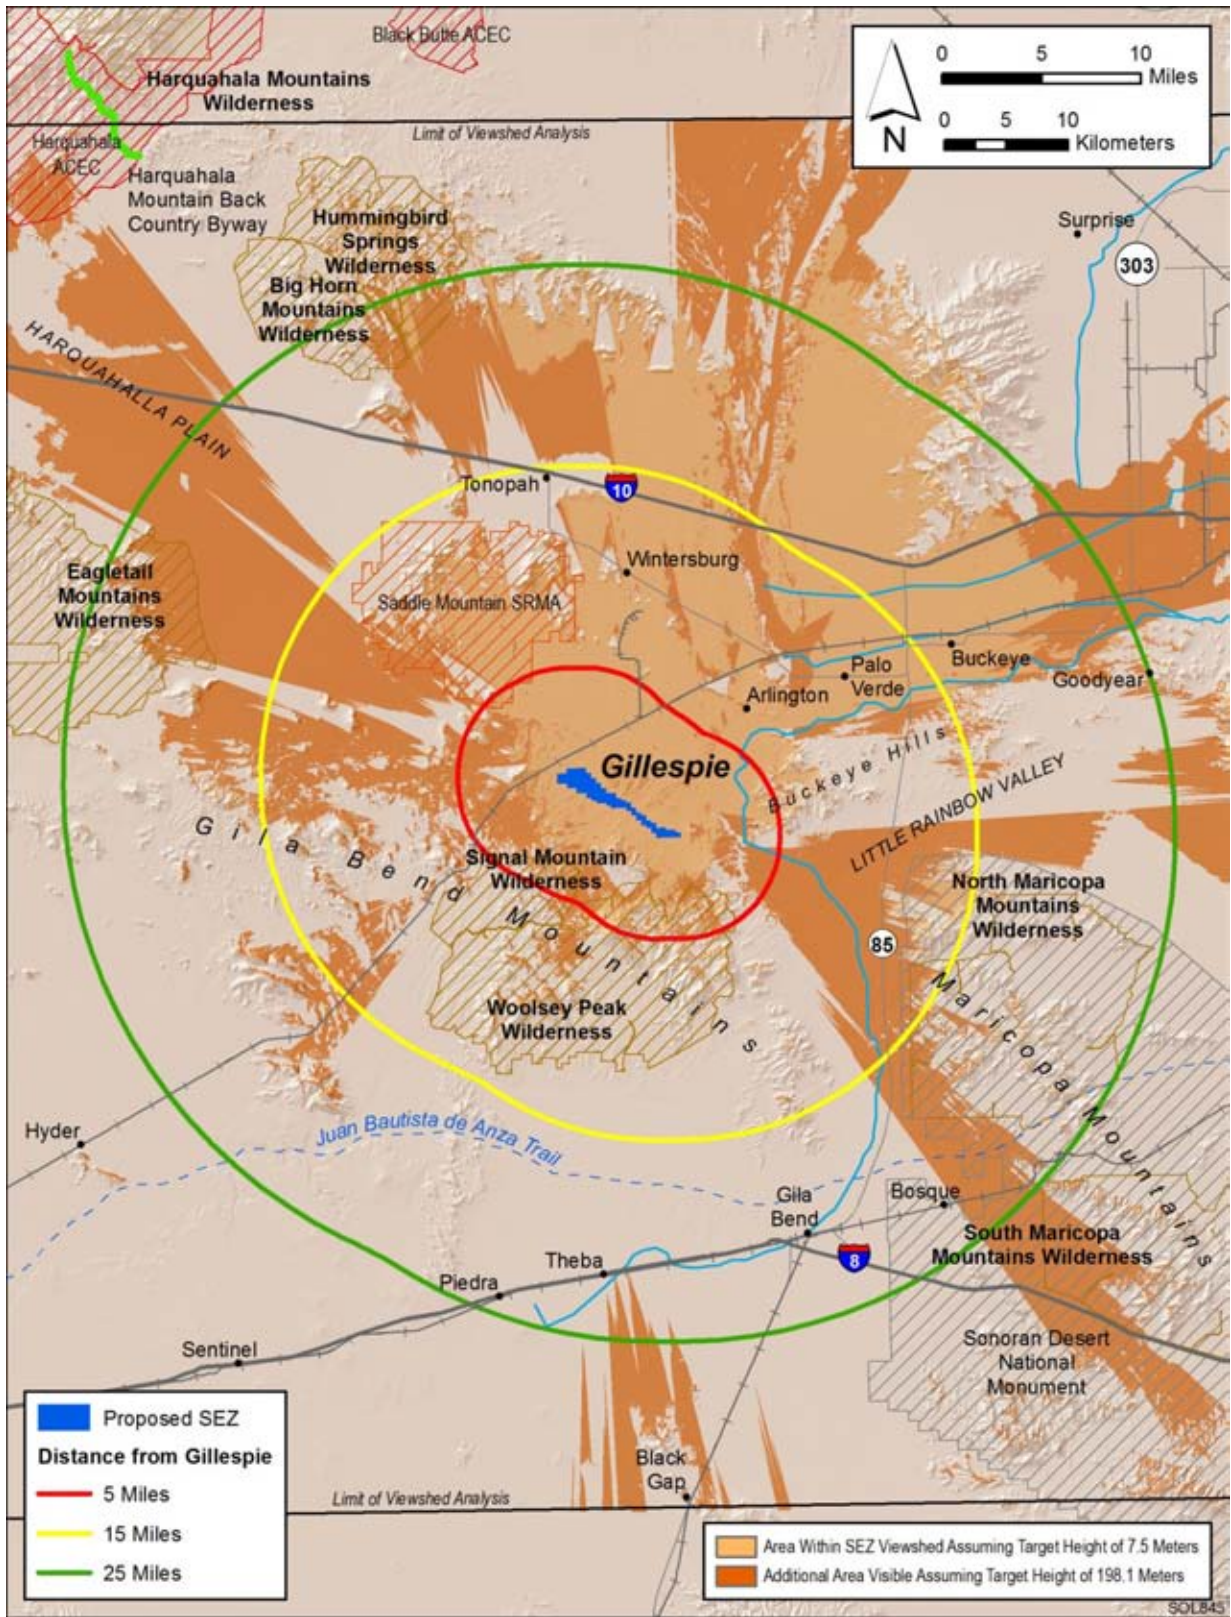 Black Butte ACEC
Harquahala Mountains
Wilderness
Limit of Viewshed Analysis
Harquahala
ACEC
Harquahala
Mountain Back
Country Byway
0 5 10
Miles
0 5 10
Kilometers
N
Hummingbird
Springs
Wilderness
Big Horn
Mountains
Wilderness
Surprise
303
HARQUAHALLA PLAIN
Tonopah
10
Wintersburg
Eagletail
Mountains
Wilderness
Saddle Mountain SRMA
Palo
Verde
Buckeye
Goodyear
Arlington
Gillespie
Buckeye Hills
LITTLE RAINBOW VALLEY
Gila Bend Mountains
Signal Mountain
Wilderness
North Maricopa
Mountains
Wilderness
85
Woolsey Peak
Wilderness
Maricopa Mountains
Hyder
Juan Bautista de Anza Trail
Gila
Bend
Bosque
South Maricopa
Mountains Wilderness
8
Theba
Piedra
Sentinel
Sonoran Desert
National
Monument
Black
Gap
Limit of Viewshed Analysis
Proposed SEZ
Distance from Gillespie
5 Miles
15 Miles
25 Miles
Area Within SEZ Viewshed Assuming Target Height of 7.5 Meters
Additional Area Visible Assuming Target Height of 198.1 Meters
SOL845